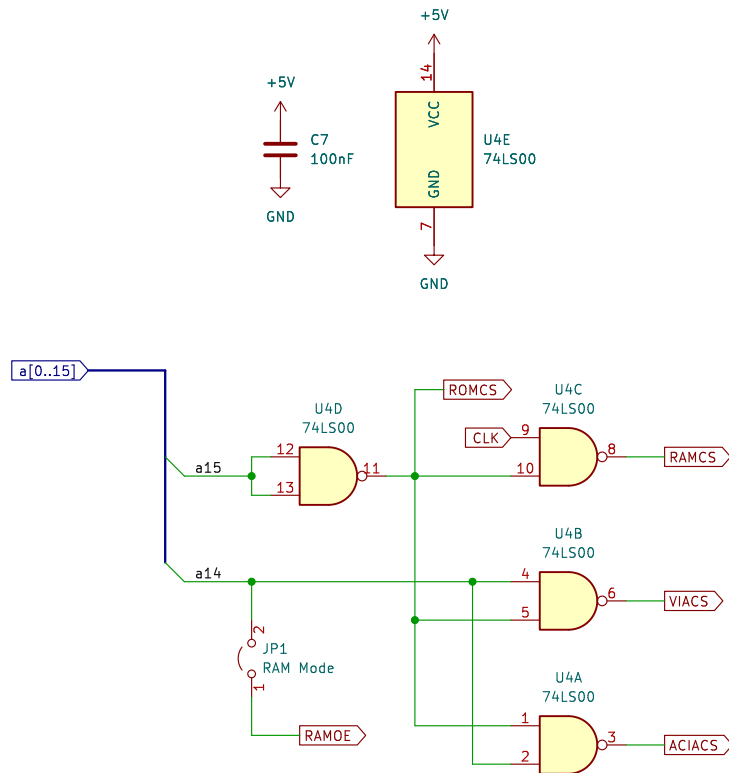 +5V
14
VCC
U4E
74LS00
GND
7
GND
+5V
C7
100nF
GND
a[0..15]
a15
U4D
74LS00
12
13
11
ROMCS
U4C
74LS00
CLK
9
10
8
RAMCS
a14
U4B
74LS00
4
5
6
VIACS
2
JP1
RAM Mode
1
RAMOE
U4A
74LS00
1
2
3
ACIACS